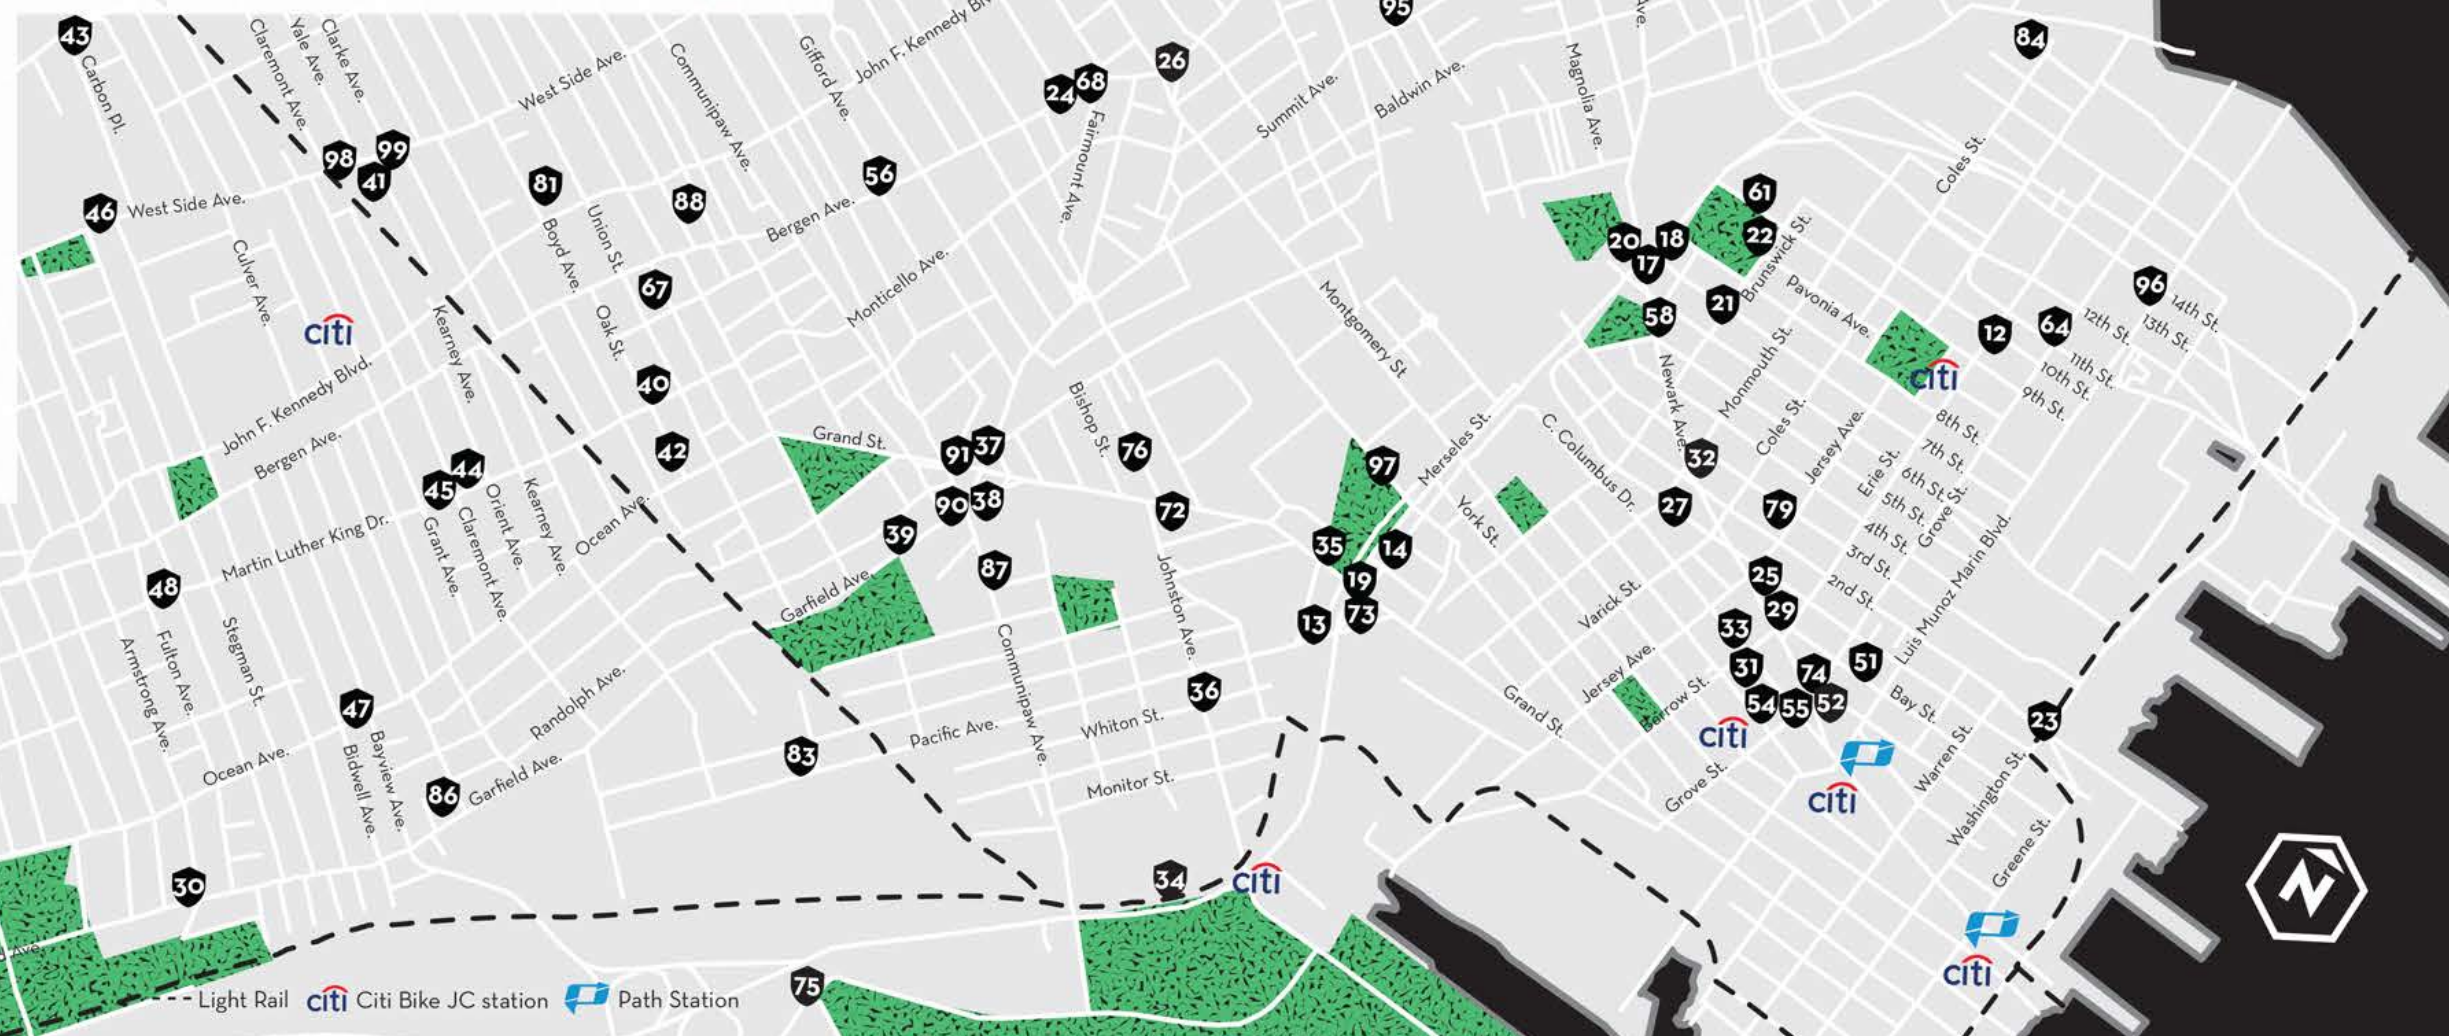 43
Carbon Pl.
Claremont Ave.
Yale Ave.
Clarke Ave.
West Side Ave.
Communipaw Ave.
Gifford Ave.
John F. Kennedy
24
68
26
Fairmount Ave.
95
Summit Ave.
Baldwin Ave.
Magnolia Ave.
Ave.
84
Coles St.
98
99
41
46
West Side Ave.
81
88
56
Bergen Ave.
Culver Ave.
citi
Boyd Ave.
Union St.
67
Oak St.
Monticello Ave.
Kearney Ave.
40
42
John F. Kennedy Blvd.
Bergen Ave.
61
20
18
17
22
Brunswick St.
21
58
Pavonia Ave.
Montgomery St
Newark Ave.
Monmouth St.
Coles St.
Jersey Ave.
citi
12
64
96
14th St.
13th St.
12th St.
11th St.
10th St.
9th St.
8th St.
7th St.
6th St.
5th St.
4th St.
3rd St.
2nd St.
Erie St.
Grove St.
Luis Munoz Marin Blvd.
Grand St.
91
37
90
38
39
Bishop St.
76
72
87
97
Merseles St.
York St.
C. Columbus Dr.
32
27
79
35
14
19
73
13
44
45
Orient Ave.
Kearney Ave.
Claremont Ave.
Grant Ave.
Ocean Ave.
Martin Luther King Dr.
48
Stegman St.
Fulton Ave.
Armstrong Ave.
Garfield Ave.
Communipaw Ave.
Johnston Ave.
36
Whiton St.
Pacific Ave.
Monitor St.
83
47
Bayview Ave.
Bidwell Ave.
Randolph Ave.
Ocean Ave.
86
Garfield Ave.
30
Varick St.
25
29
33
31
74
51
54
55
52
Jersey Ave.
Barrow St.
Grand St.
citi
Grove St.
citi
Bay St.
Warren St.
Washington St.
Greene St.
23
citi
34
citi
75
Ave.
Light Rail
citi Citi Bike JC station
Path Station
N